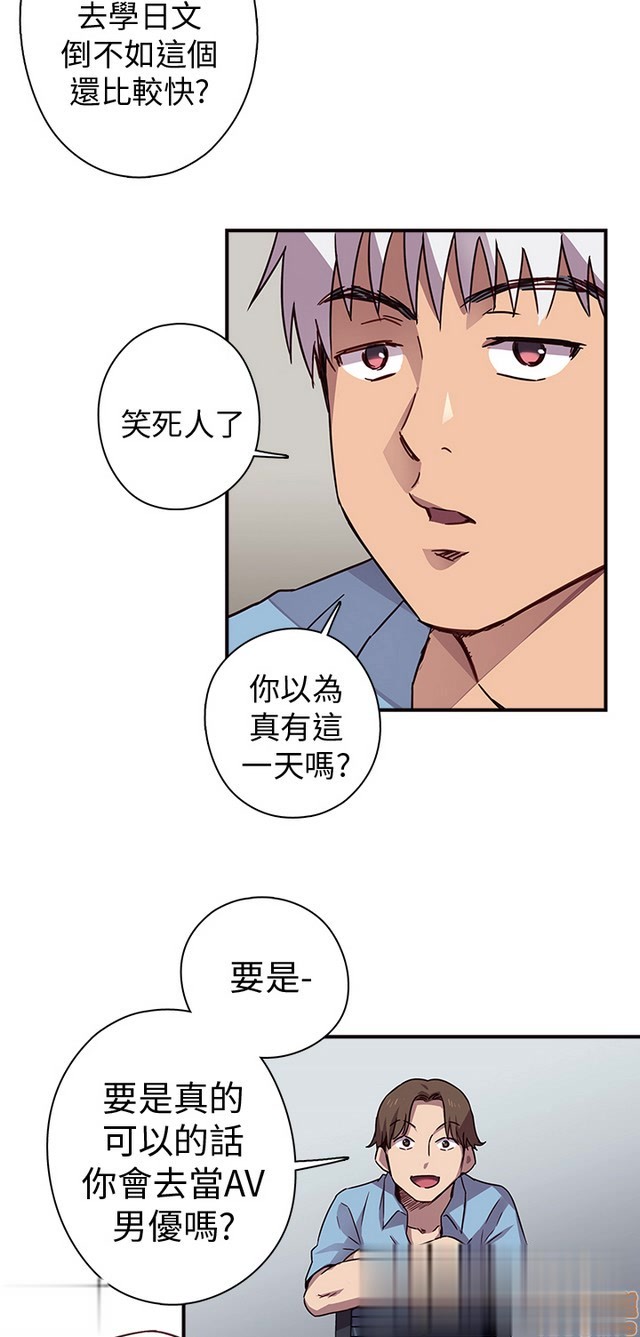 去學日文
倒不如這個
還比較快?
笑死人了
你以為
真有這
一天嗎?
要是-
要是真的
可以的話
你會去當AV
男優嗎?